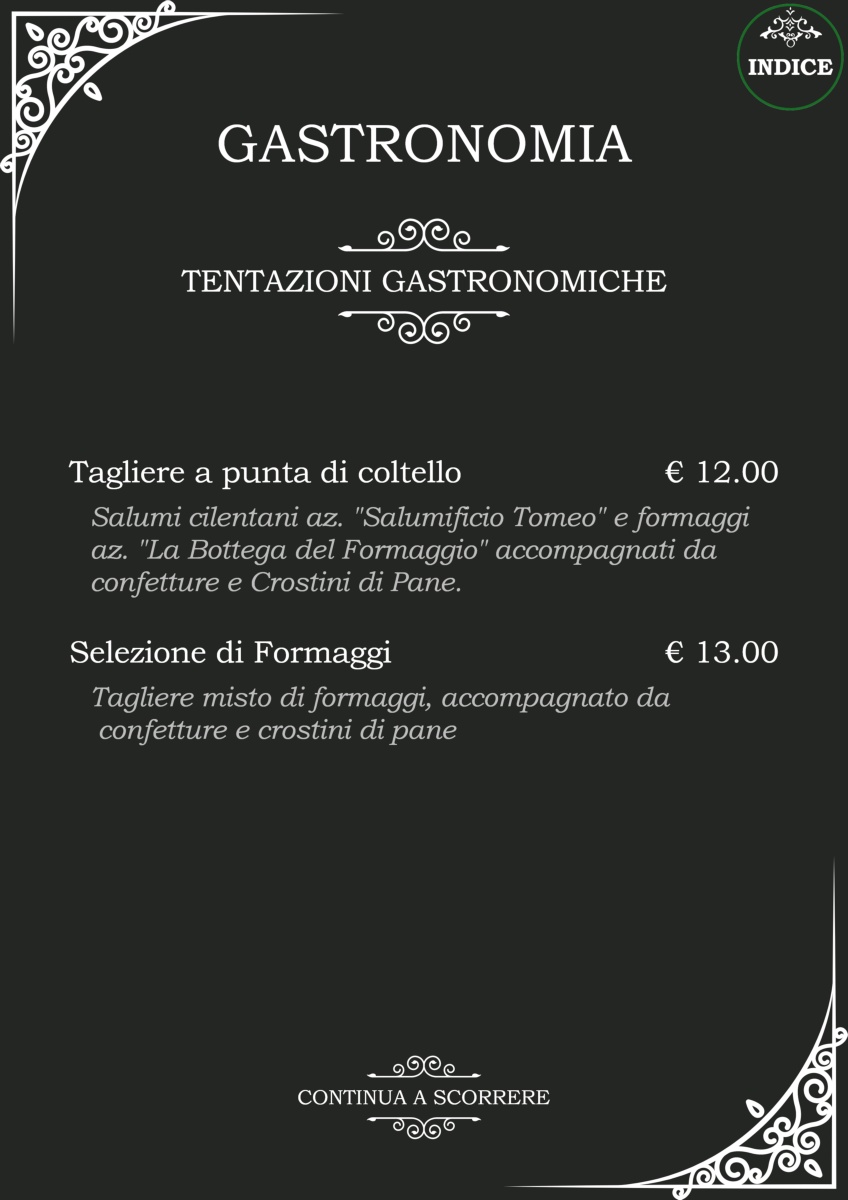 INDICE
GASTRONOMIA
TENTAZIONI GASTRONOMICHE
Tagliere a punta di coltello € 12.00
Salumi cilentani az. "Salumificio Tomeo" e formaggi
az. "La Bottega del Formaggio" accompagnati da
confetture e Crostini di Pane.
Selezione di Formaggi € 13.00
Tagliere misto di formaggi, accompagnato da
confetture e crostini di pane
CONTINUA A SCORRERE